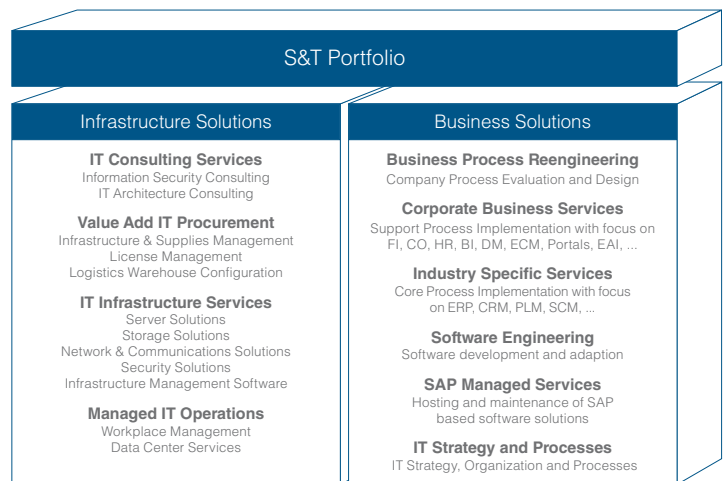 S&T Portfolio
Infrastructure Solutions
IT Consulting Services
Information Security Consulting
IT Architecture Consulting
Value Add IT Procurement
Infrastructure & Supplies Management
License Management
Logistics Warehouse Configuration
IT Infrastructure Services
Server Solutions
Storage Solutions
Network & Communications Solutions
Security Solutions
Infrastructure Management Software
Managed IT Operations
Workplace Management
Data Center Services
Business Solutions
Business Process Reengineering
Company Process Evaluation and Design
Corporate Business Services
Support Process Implementation with focus on
FI, CO, HR, BI, DM, ECM, Portals, EAI, ...
Industry Specific Services
Core Process Implementation with focus
on ERP, CRM, PLM, SCM, ...
Software Engineering
Software development and adaption
SAP Managed Services
Hosting and maintenance of SAP
based software solutions
IT Strategy and Processes
IT Strategy, Organization and Processes